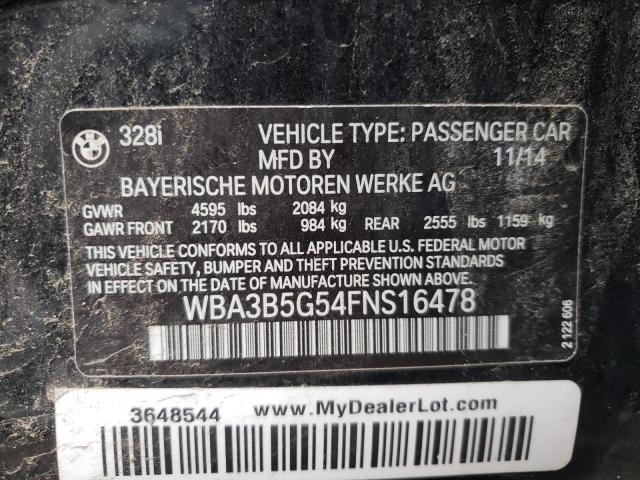 328i VEHICLE TYPE: PASSENGER CAR
MFD BY 11/14
BAYERISCHE MOTOREN WERKE AG
GVWR 4595 lbs 2084 kg
GAWR FRONT 2170 lbs 984 kg REAR 2555 lbs 1159 kg
THIS VEHICLE CONFORMS TO ALL APPLICABLE U.S. FEDERAL MOTOR
VEHICLE SAFETY, BUMPER AND THEFT PREVENTION STANDARDS
IN EFFECT ON THE DATE OF MANUFACTURE SHOWN ABOVE.
WBA3B5G54FNS16478
2 122 606
3648544 www.MyDealerLot.com